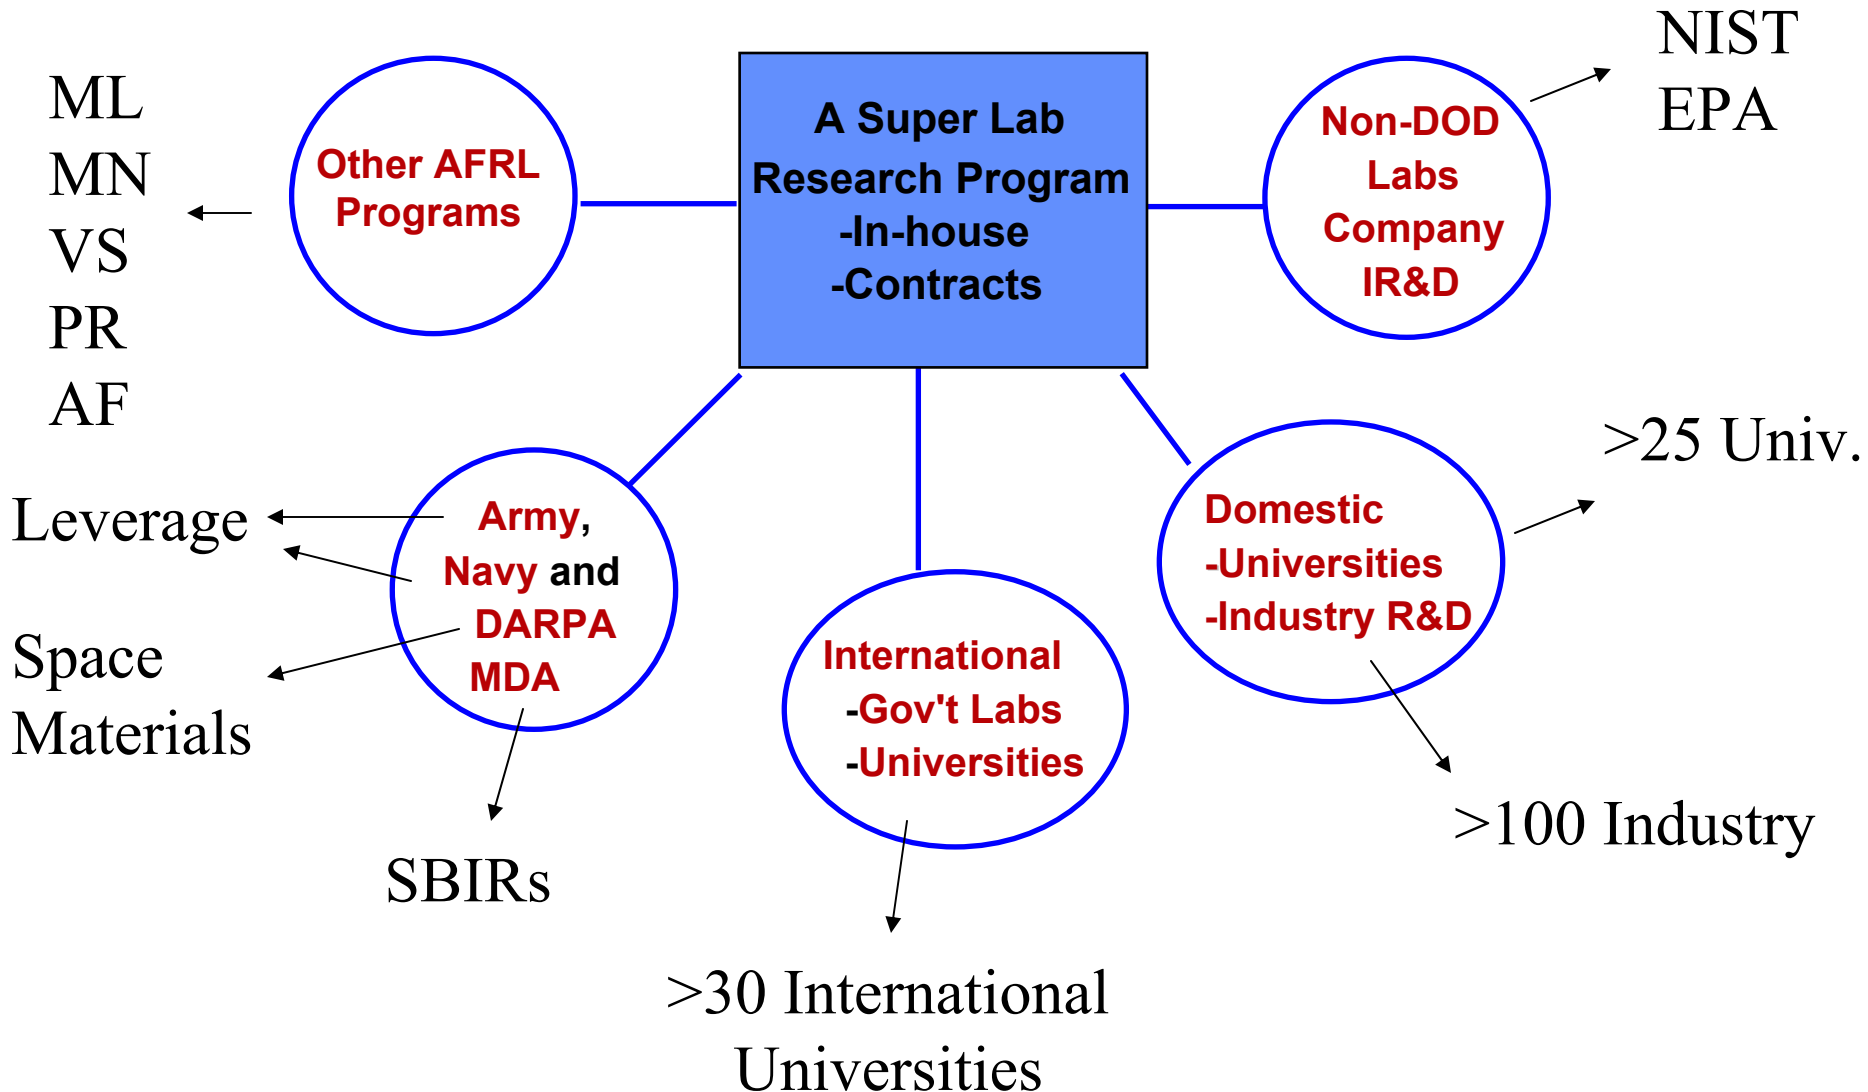 ML
MN
VS
PR
AF
Other AFRL
Programs
A Super Lab
Research Program
-In-house
-Contracts
Non-DOD
Labs
Company
IR&D
NIST
EPA
Leverage
Space
Materials
Army,
Navy and
DARPA
MDA
SBIRs
International
-Gov't Labs
-Universities
>30 International
Universities
Domestic
-Universities
-Industry R&D
>25 Univ.
>100 Industry